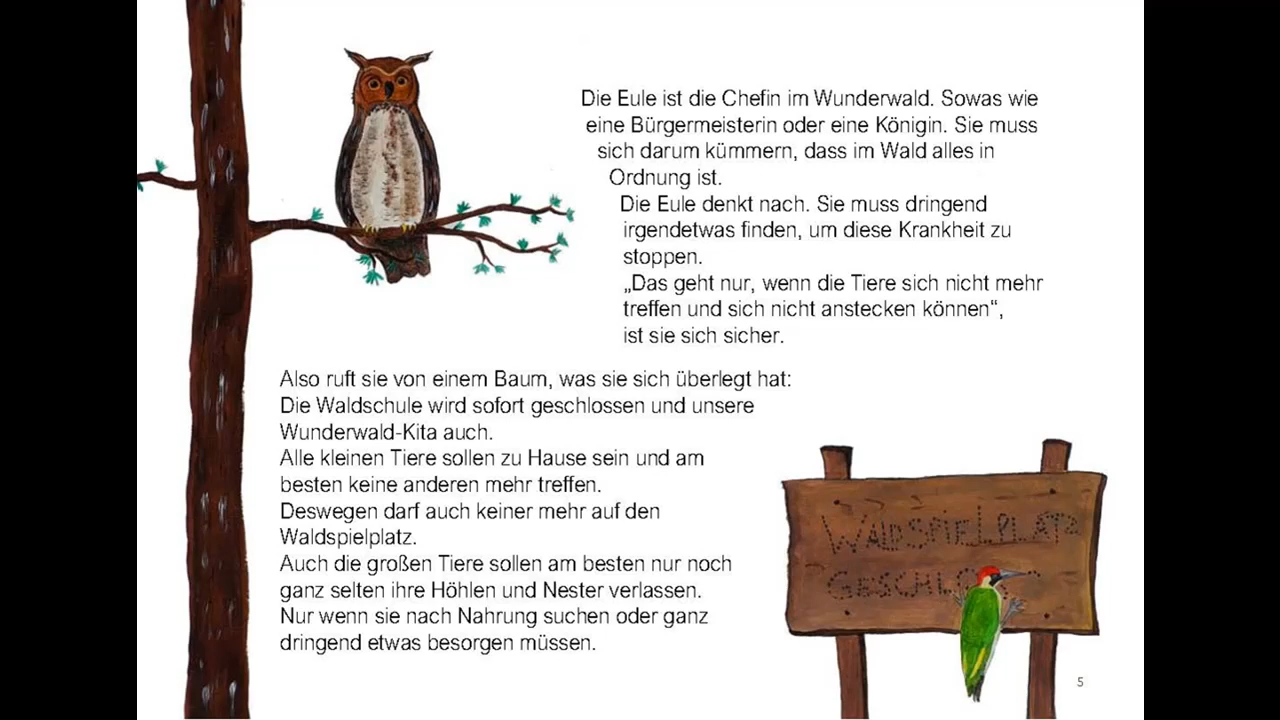 Die Eule ist die Chefin im Wunderwald. Sowas wie
eine Bürgermeisterin oder eine Königin. Sie muss
sich darum kümmern, dass im Wald alles in
Ordnung ist.
Die Eule denkt nach. Sie muss dringend
irgendetwas finden, um diese Krankheit zu
stoppen.
„Das geht nur, wenn die Tiere sich nicht mehr
treffen und sich nicht anstecken können“,
ist sie sich sicher.
Also ruft sie von einem Baum, was sie sich überlegt hat:
Die Waldschule wird sofort geschlossen und unsere
Wunderwald-Kita auch.
Alle kleinen Tiere sollen zu Hause sein und am
besten keine anderen mehr treffen.
Deswegen darf auch keiner mehr auf den
Waldspielplatz.
Auch die großen Tiere sollen am besten nur noch
ganz selten ihre Höhlen und Nester verlassen.
Nur wenn sie nach Nahrung suchen oder ganz
dringend etwas besorgen müssen.
WALDSPIELPLATZ
5